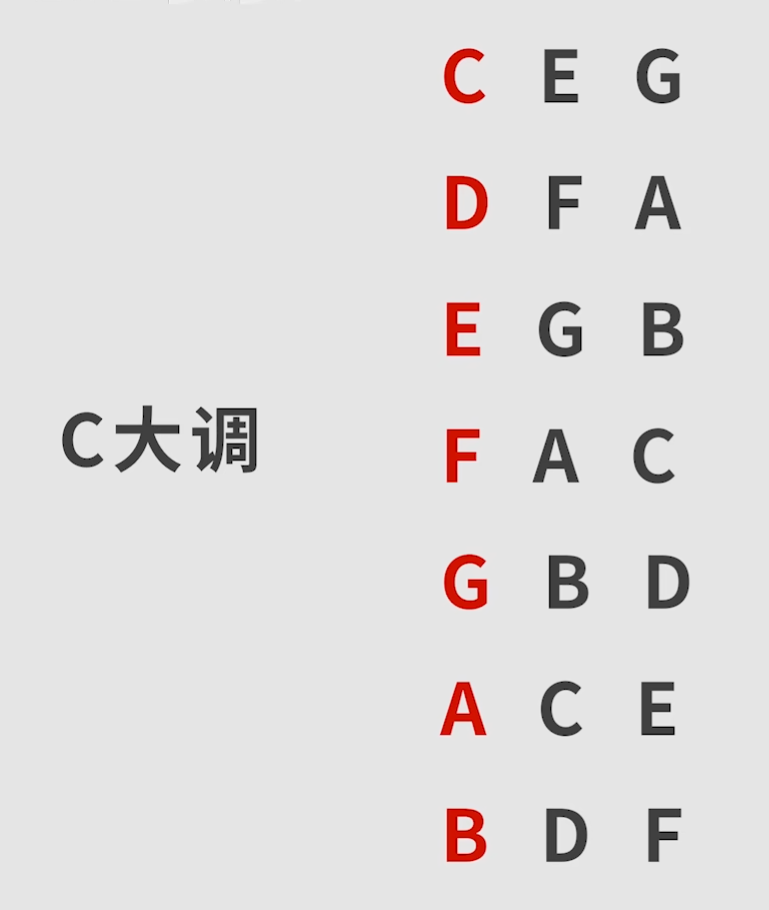 C E G
D F A
E G B
C大调
F A C
G B D
A C E
B D F